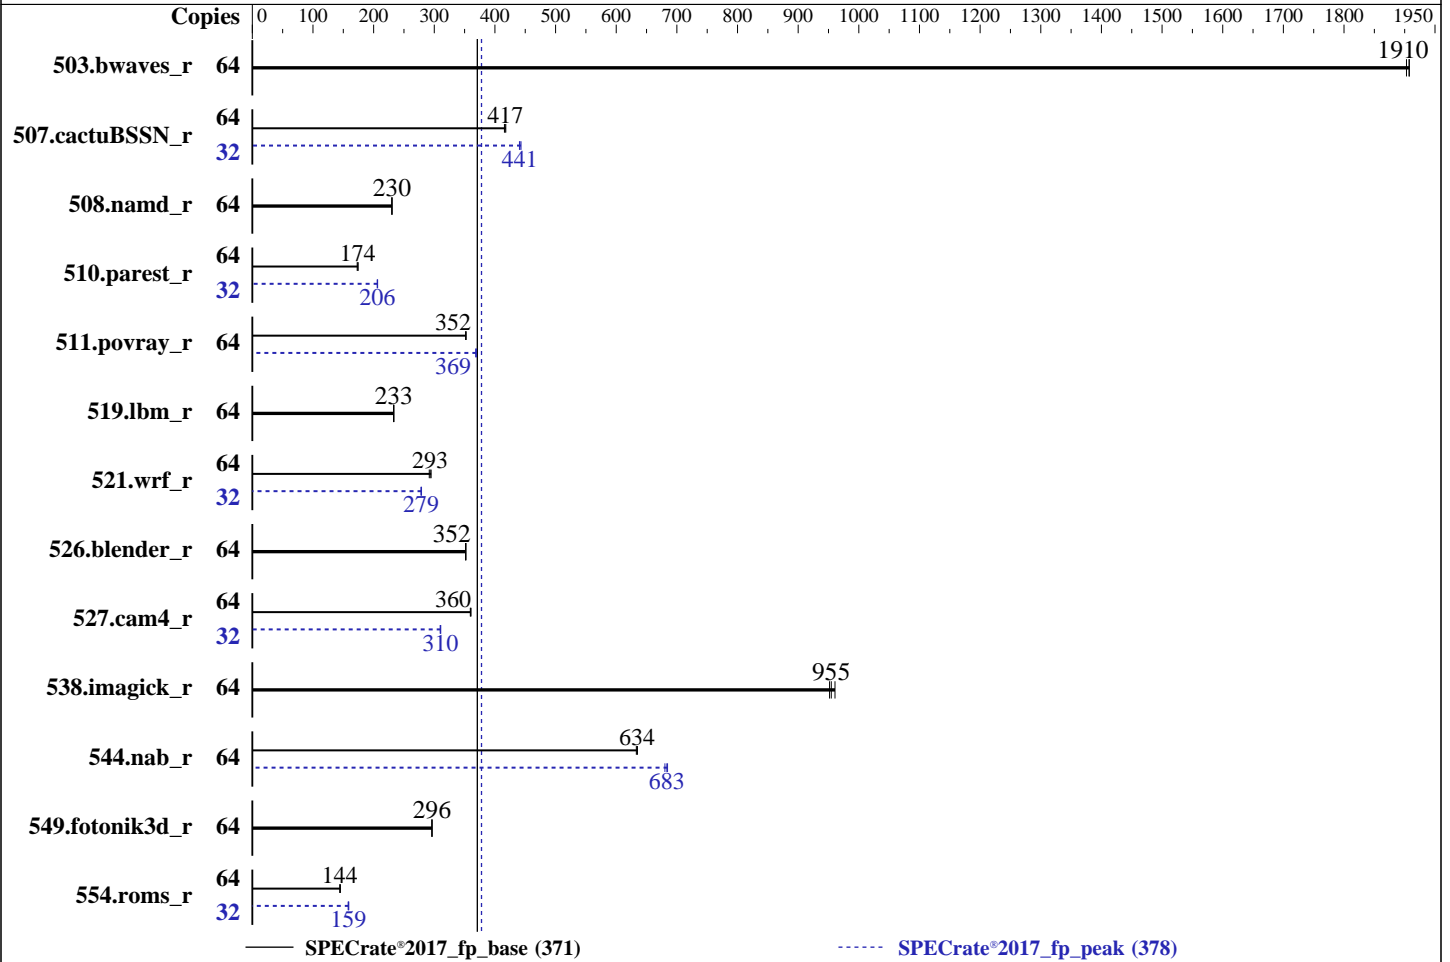 Copies 0 100 200 300 400 500 600 700 800 900 1000 1100 1200 1300 1400 1500 1600 1700 1800 1950
503.bwaves_r 64 1910
507.cactuBSSN_r 64 417
32 441
508.namd_r 64 230
510.parest_r 64 174
32 206
511.povray_r 64 352
369
519.lbm_r 64 233
521.wrf_r 64 293
32 279
526.blender_r 64 352
527.cam4_r 64 360
32 310
538.imagick_r 64 955
544.nab_r 64 634
683
549.fotonik3d_r 64 296
554.roms_r 64 144
32 159
SPECrate®2017_fp_base (371) SPECrate®2017_fp_peak (378)